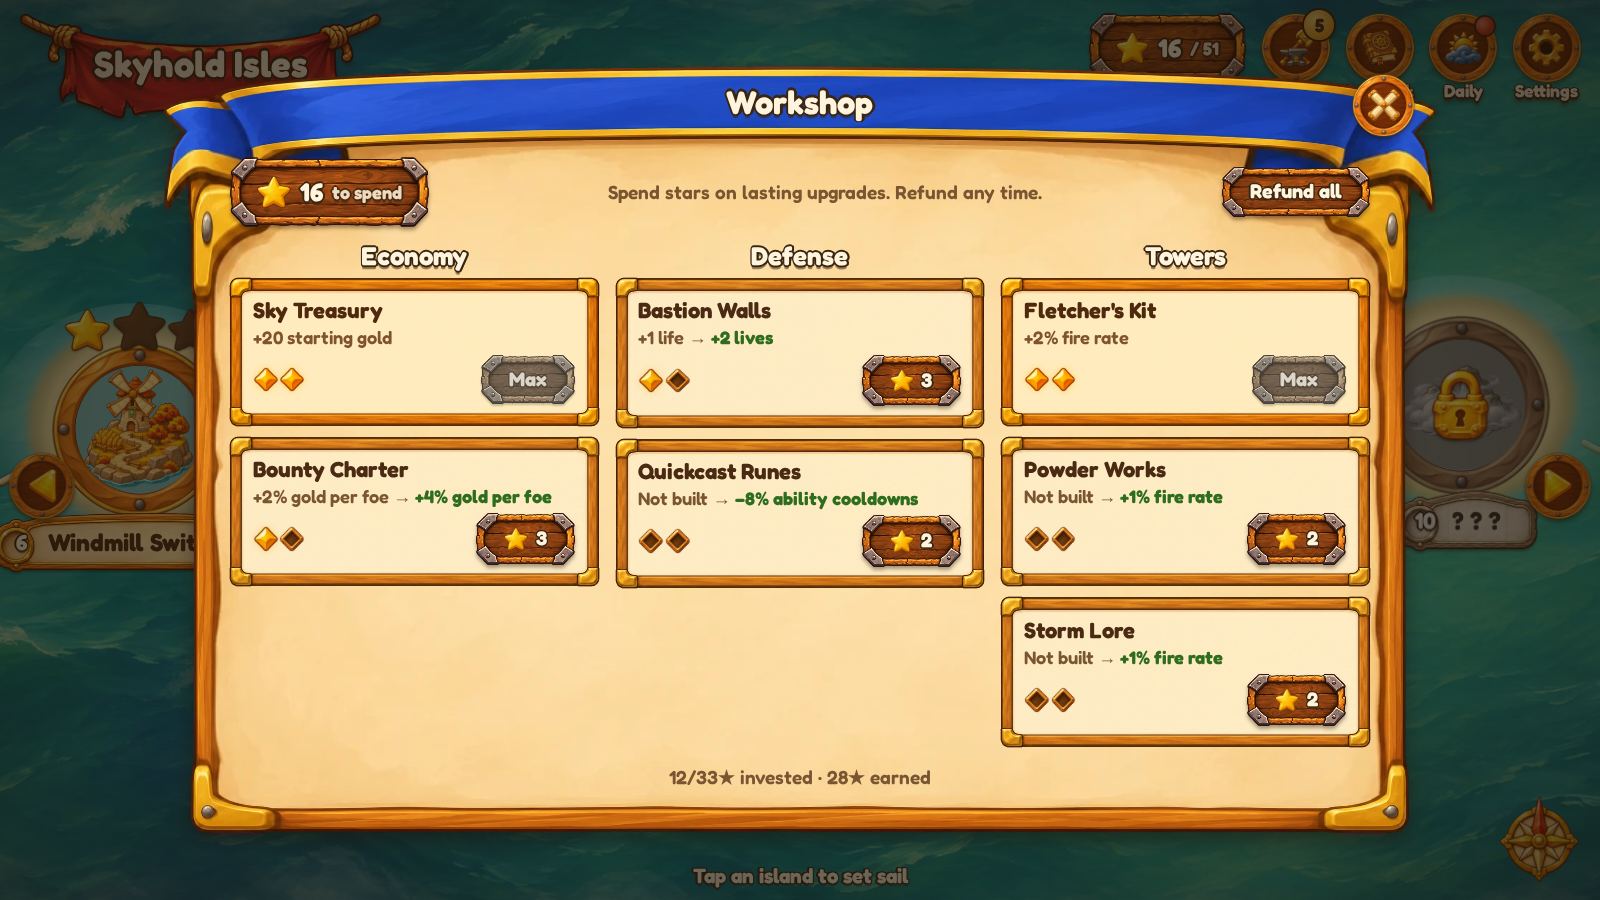 Skyhold Isles
16 / 51
5
Daily
Settings
Workshop
16 to spend
Spend stars on lasting upgrades. Refund any time.
Refund all
Economy
Sky Treasury
+20 starting gold
Max
Bounty Charter
+2% gold per foe → +4% gold per foe
3
Defense
Bastion Walls
+1 life → +2 lives
3
Quickcast Runes
Not built → −8% ability cooldowns
2
Towers
Fletcher's Kit
+2% fire rate
Max
Powder Works
Not built → +1% fire rate
2
Storm Lore
Not built → +1% fire rate
2
12/33★ invested · 28★ earned
6 Windmill Swit
10 ???
Tap an island to set sail